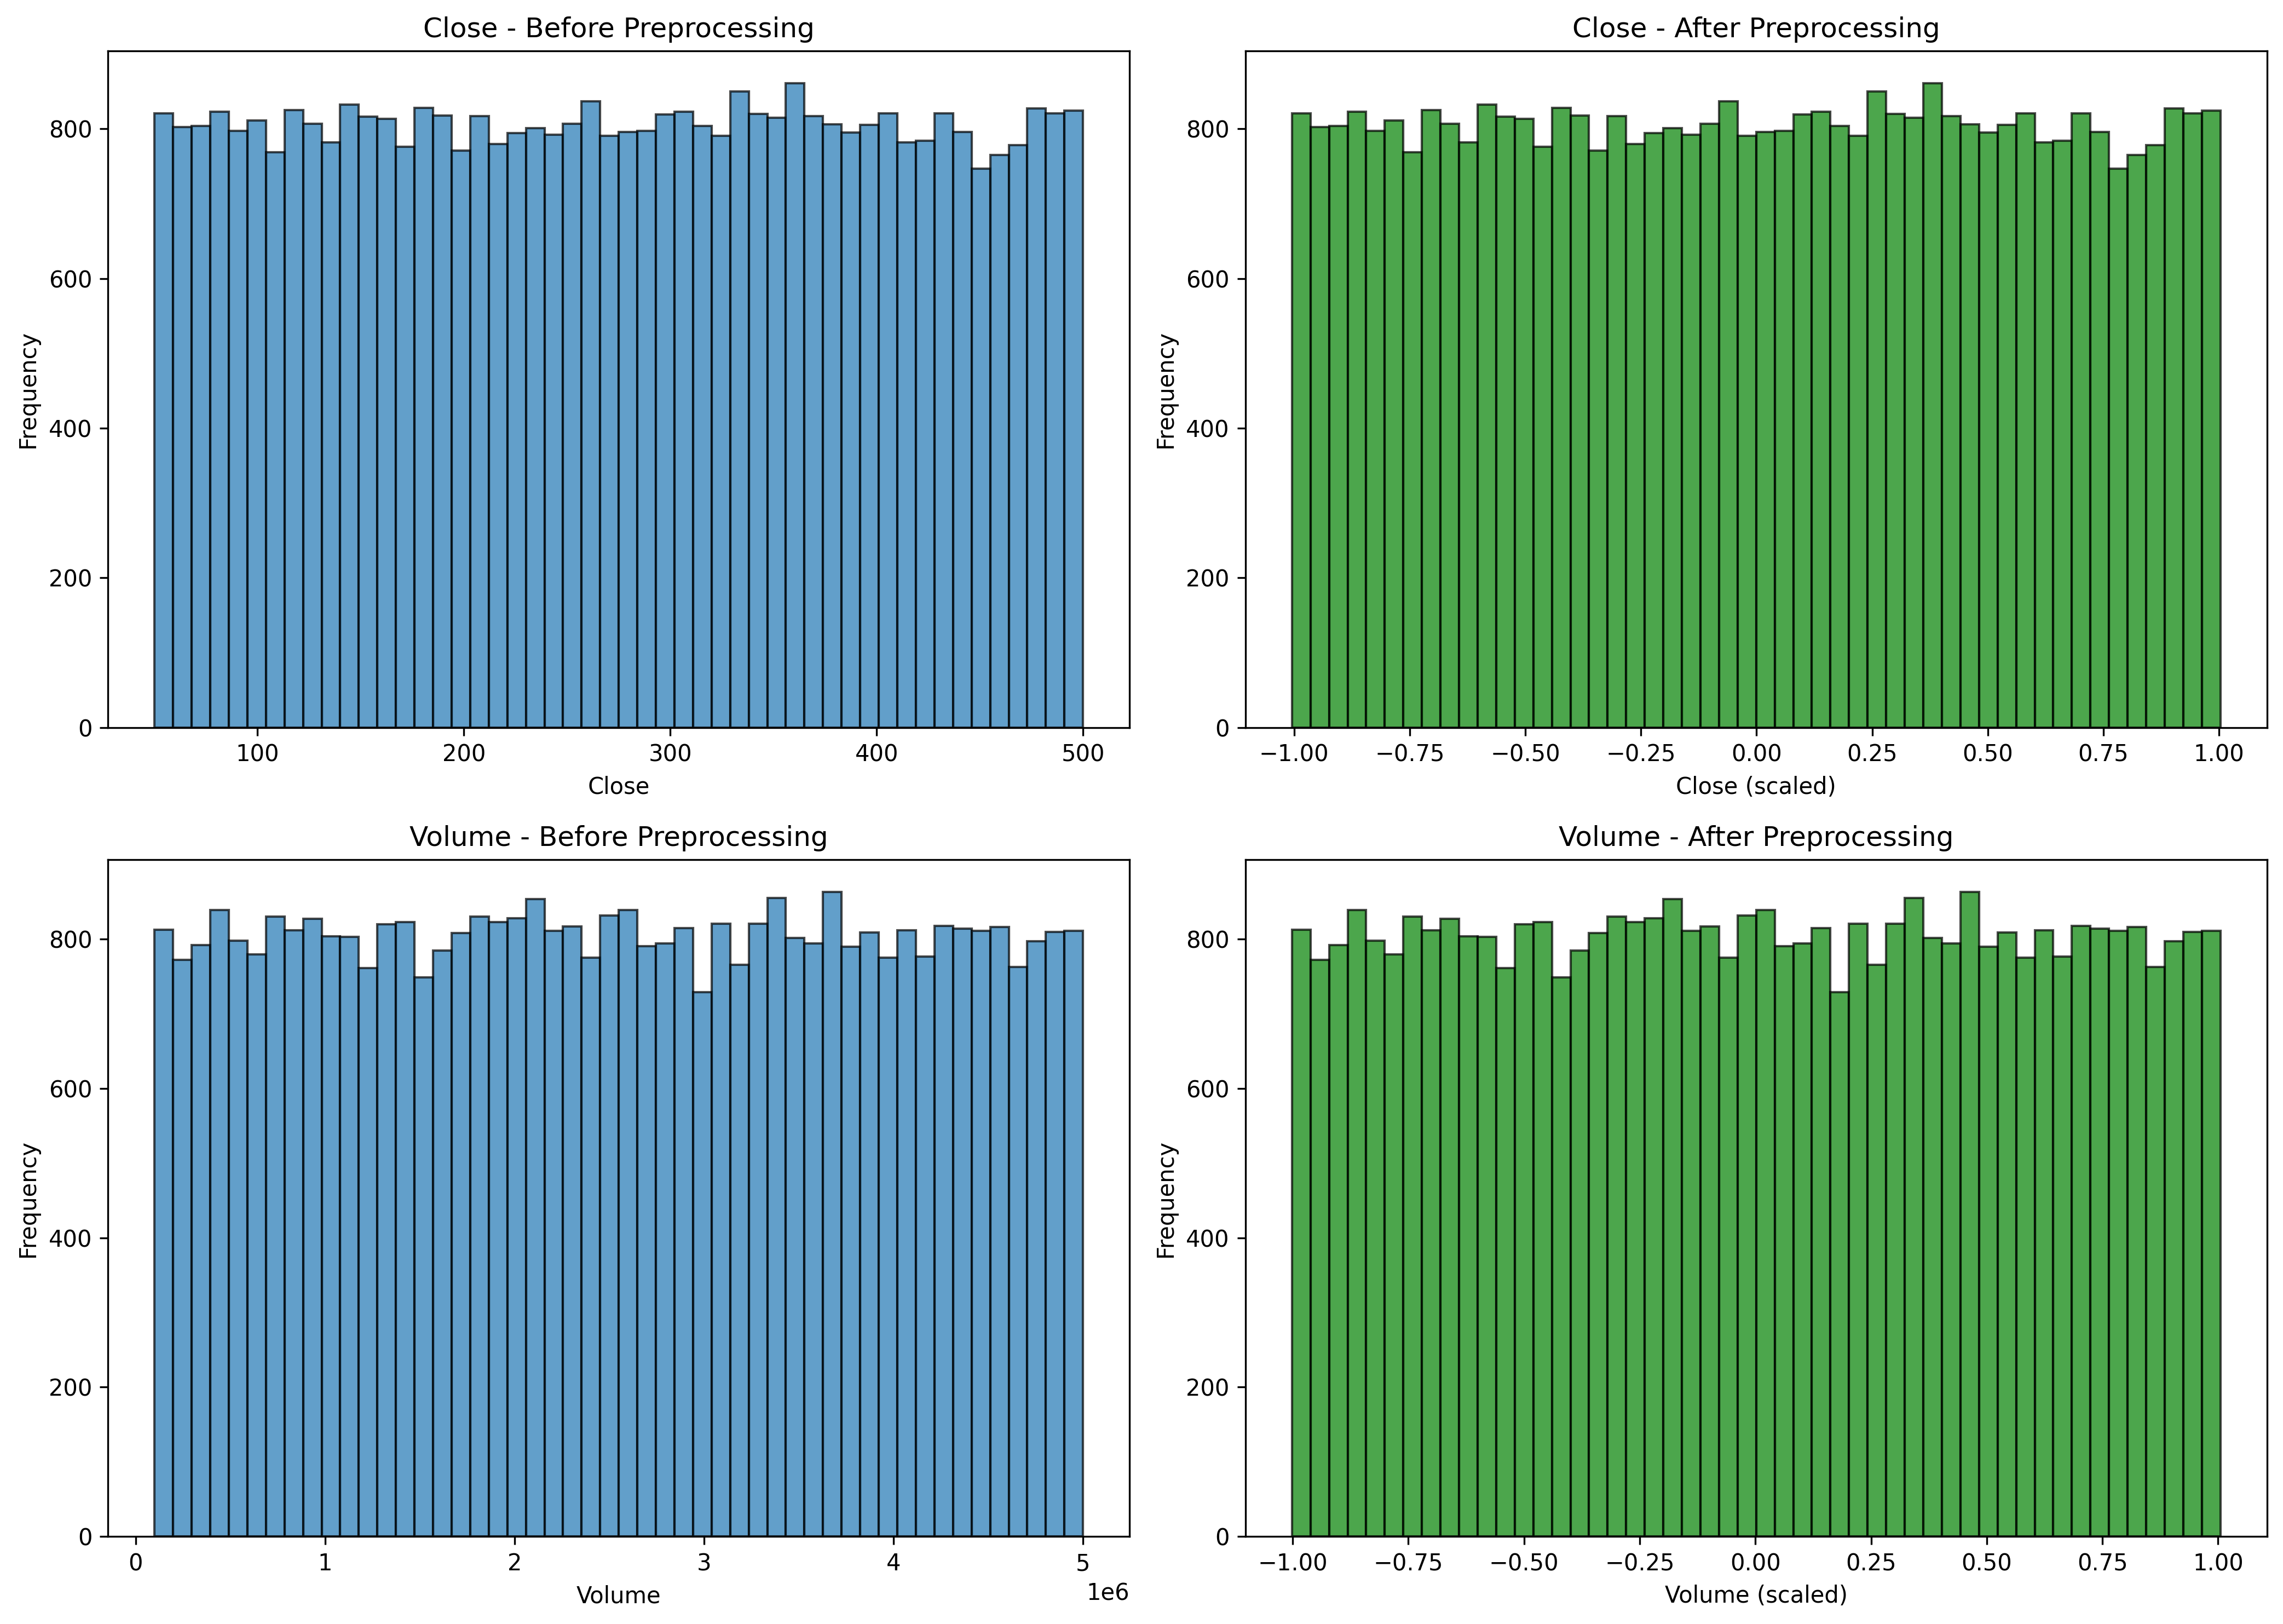 Close - Before Preprocessing
Frequency
800
600
400
200
0
100 200 300 400 500
Close
Close - After Preprocessing
Frequency
800
600
400
200
0
−1.00 −0.75 −0.50 −0.25 0.00 0.25 0.50 0.75 1.00
Close (scaled)
Volume - Before Preprocessing
Frequency
800
600
400
200
0
0 1 2 3 4 5
1e6
Volume
Volume - After Preprocessing
Frequency
800
600
400
200
0
−1.00 −0.75 −0.50 −0.25 0.00 0.25 0.50 0.75 1.00
Volume (scaled)